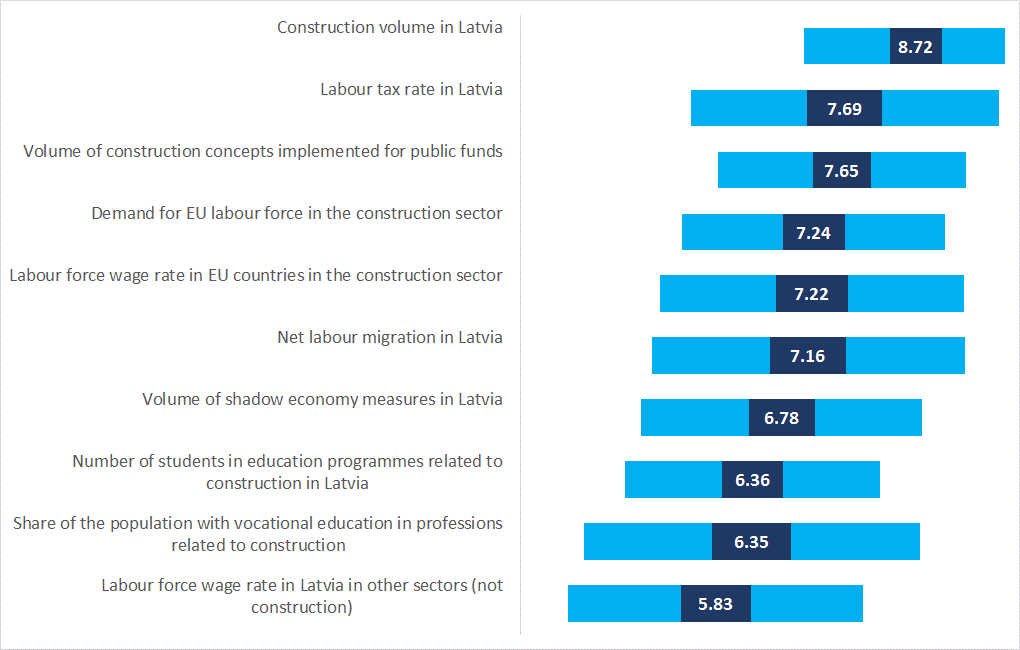 Construction volume in Latvia
8.72
Labour tax rate in Latvia
7.69
Volume of construction concepts implemented for public funds
7.65
Demand for EU labour force in the construction sector
7.24
Labour force wage rate in EU countries in the construction sector
7.22
Net labour migration in Latvia
7.16
Volume of shadow economy measures in Latvia
6.78
Number of students in education programmes related to
construction in Latvia
6.36
Share of the population with vocational education in professions
related to construction
6.35
Labour force wage rate in Latvia in other sectors (not
construction)
5.83